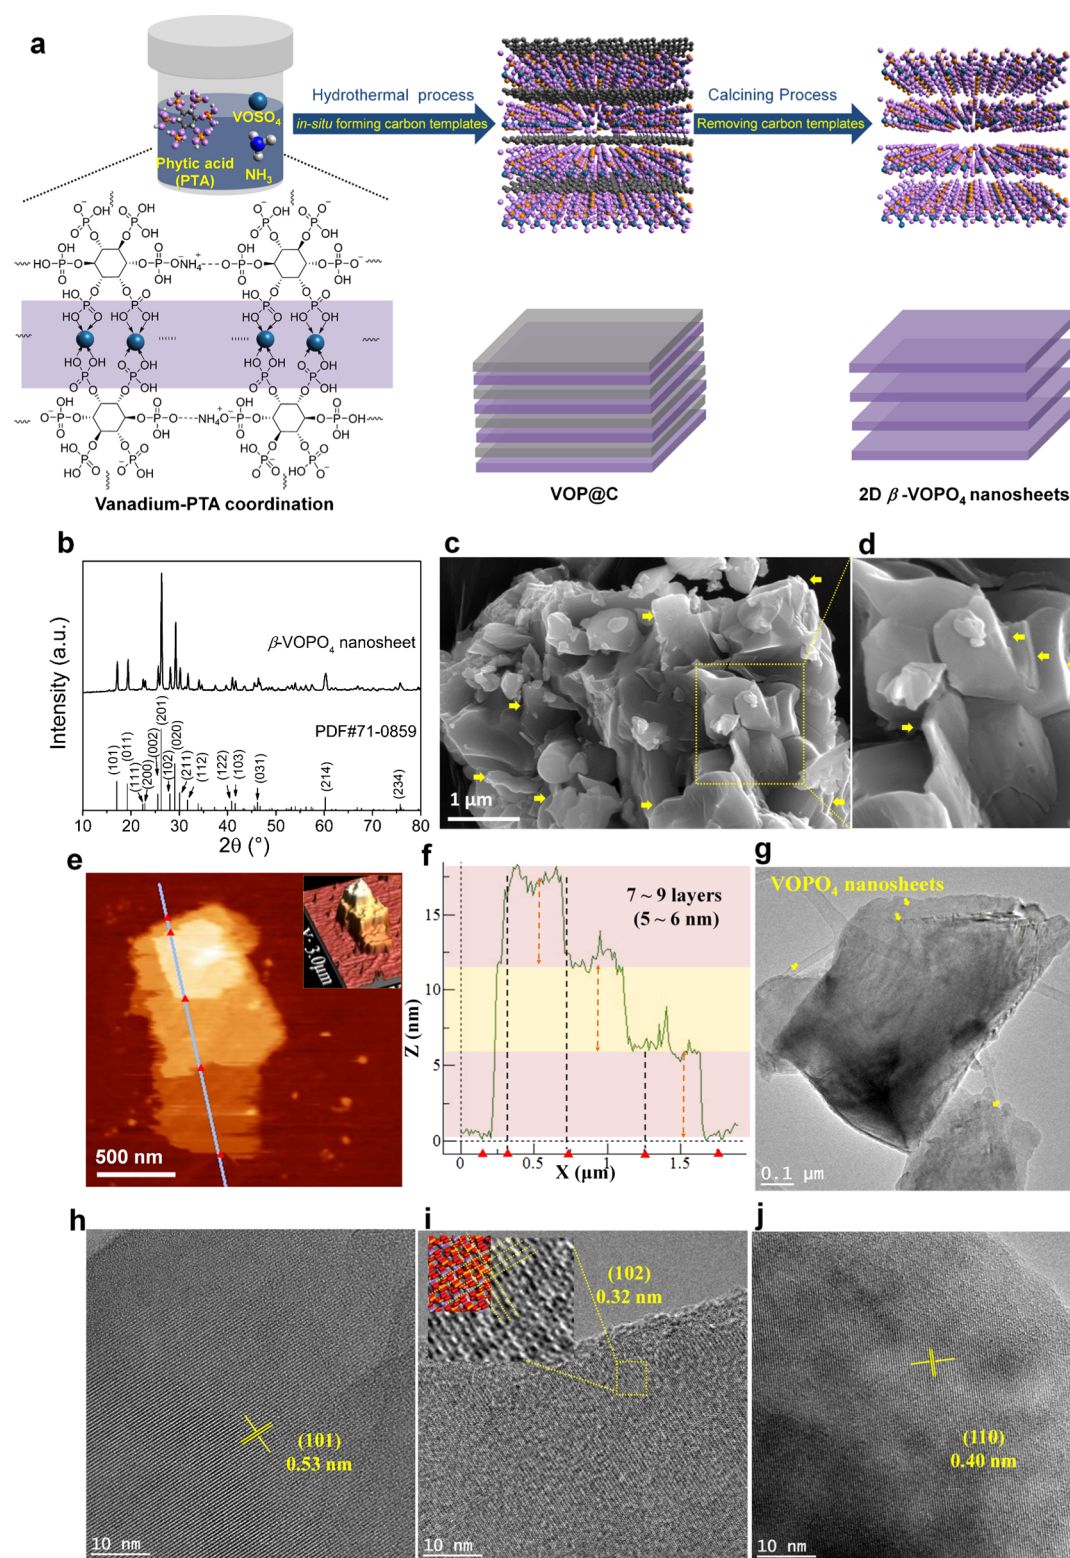 a
VOSO₄
Phytic acid
(PTA)
NH₃
Hydrothermal process
in-situ forming carbon templates
Calcining Process
Removing carbon templates
Vanadium-PTA coordination
VOP@C
2D β-VOPO₄ nanosheets
b
Intensity (a.u.)
β-VOPO₄ nanosheet
PDF#71-0859
(101)
(011)
(111)
(200)
(002)
(201)
(102)
(020)
(211)
(112)
(122)
(103)
(031)
(214)
(234)
10 20 30 40 50 60 70 80
2θ (°)
c
1 μm
d
e
Y: 3.0μm
500 nm
f
7 ~ 9 layers
(5 ~ 6 nm)
Z (nm)
15
10
5
0
0 0.5 1 1.5
X (μm)
g
VOPO₄ nanosheets
0.1 μm
h
(101)
0.53 nm
10 nm
i
(102)
0.32 nm
10 nm
j
(110)
0.40 nm
10 nm